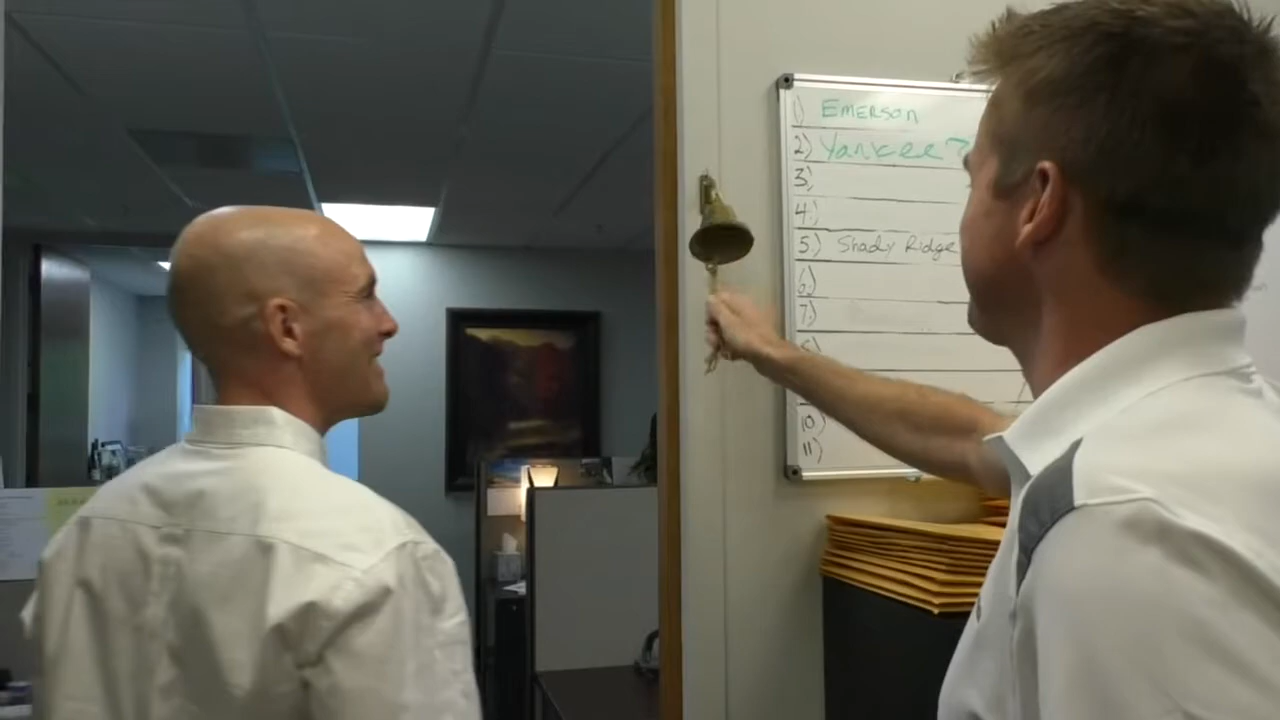 1) EMERSON
2) Yankee
3)
4)
5) Shady Ridge
6)
7)
10)
11)